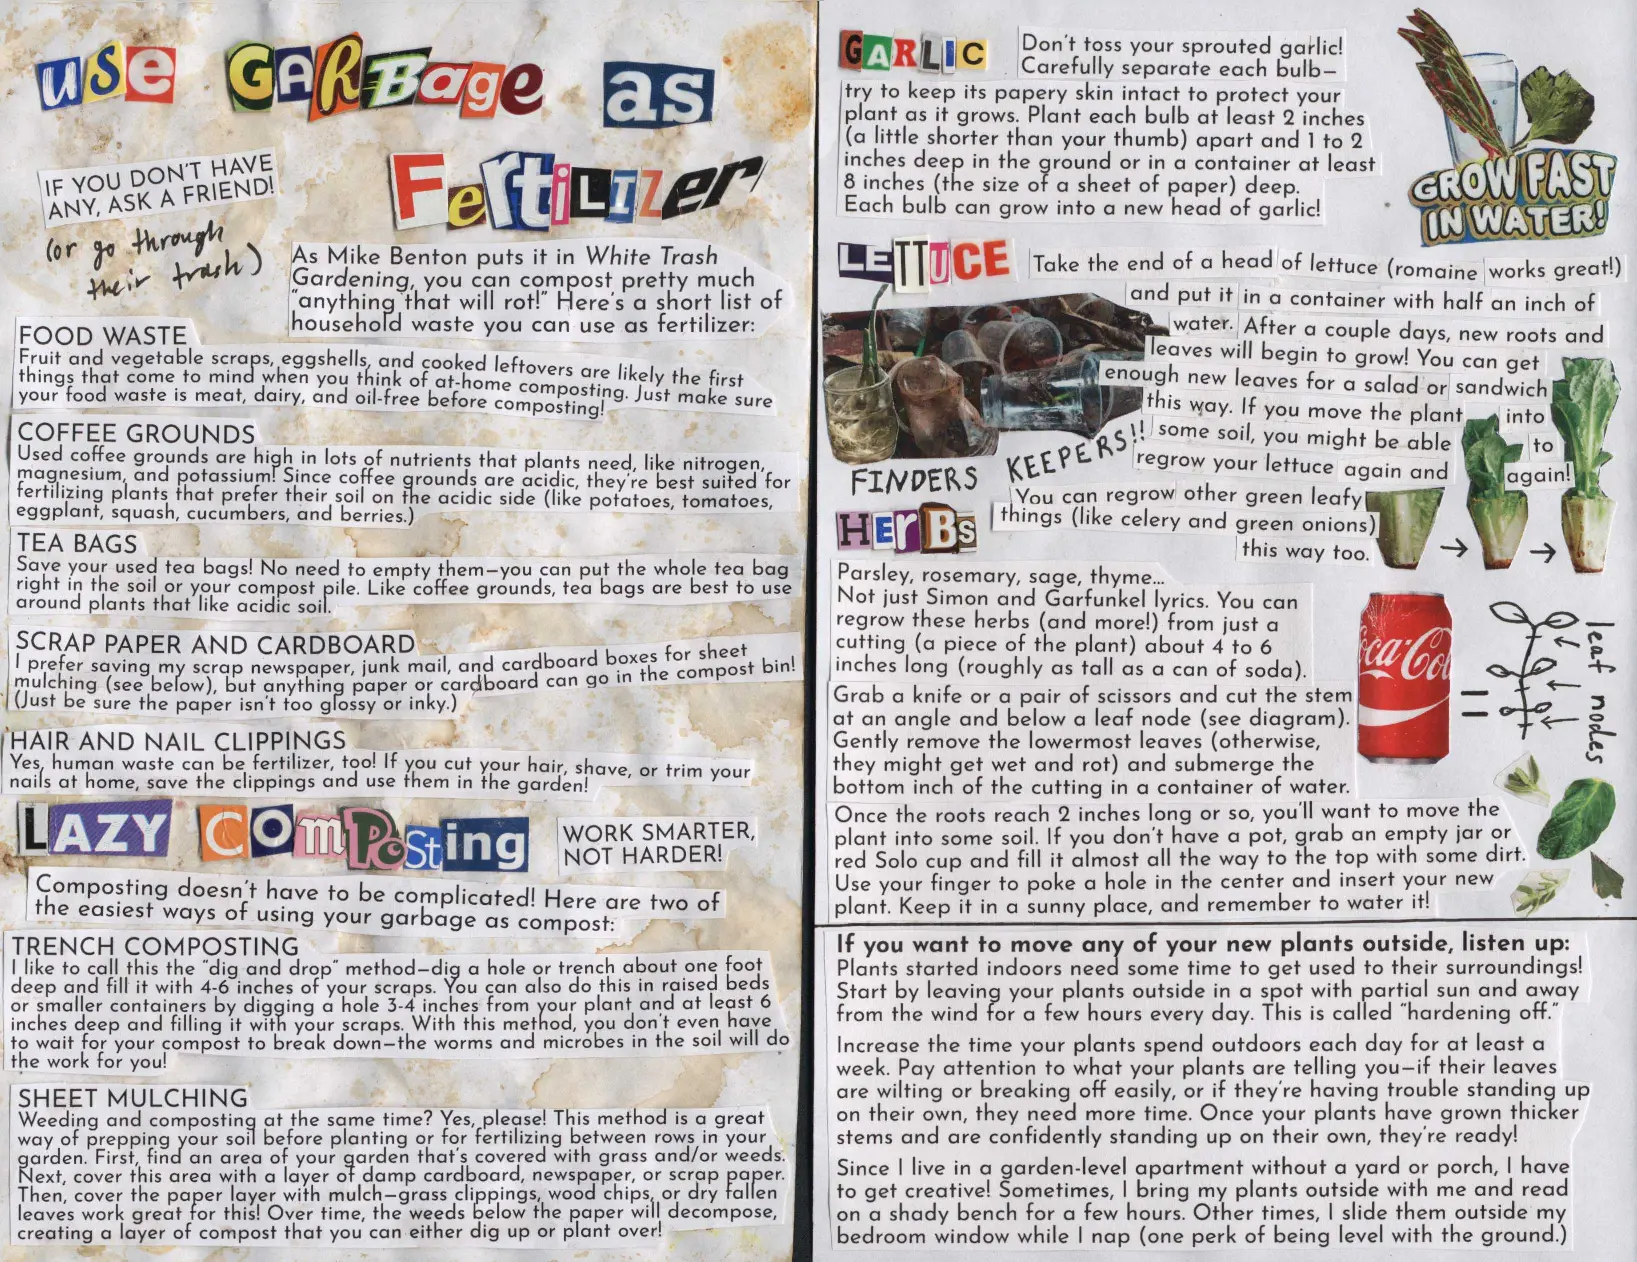 USE GARBage as
FertiLIZer
IF YOU DON'T HAVE
ANY, ASK A FRIEND!
(or go through
their trash)
As Mike Benton puts it in White Trash
Gardening, you can compost pretty much
"anything that will rot!" Here's a short list of
household waste you can use as fertilizer:
FOOD WASTE
Fruit and vegetable scraps, eggshells, and cooked leftovers are likely the first
things that come to mind when you think of at-home composting. Just make sure
your food waste is meat, dairy, and oil-free before composting!
COFFEE GROUNDS
Used coffee grounds are high in lots of nutrients that plants need, like nitrogen,
magnesium, and potassium! Since coffee grounds are acidic, they're best suited for
fertilizing plants that prefer their soil on the acidic side (like potatoes, tomatoes,
eggplant, squash, cucumbers, and berries.)
TEA BAGS
Save your used tea bags! No need to empty them—you can put the whole tea bag
right in the soil or your compost pile. Like coffee grounds, tea bags are best to use
around plants that like acidic soil.
SCRAP PAPER AND CARDBOARD
I prefer saving my scrap newspaper, junk mail, and cardboard boxes for sheet
mulching (see below), but anything paper or cardboard can go in the compost bin!
(Just be sure the paper isn't too glossy or inky.)
HAIR AND NAIL CLIPPINGS
Yes, human waste can be fertilizer, too! If you cut your hair, shave, or trim your
nails at home, save the clippings and use them in the garden!
LAZY COmPoSting
WORK SMARTER,
NOT HARDER!
Composting doesn't have to be complicated! Here are two of
the easiest ways of using your garbage as compost:
TRENCH COMPOSTING
I like to call this the "dig and drop" method—dig a hole or trench about one foot
deep and fill it with 4-6 inches of your scraps. You can also do this in raised beds
or smaller containers by digging a hole 3-4 inches from your plant and at least 6
inches deep and filling it with your scraps. With this method, you don't even have
to wait for your compost to break down—the worms and microbes in the soil will do
the work for you!
SHEET MULCHING
Weeding and composting at the same time? Yes, please! This method is a great
way of prepping your soil before planting or for fertilizing between rows in your
garden. First, find an area of your garden that's covered with grass and/or weeds.
Next, cover this area with a layer of damp cardboard, newspaper, or scrap paper.
Then, cover the paper layer with mulch—grass clippings, wood chips, or dry fallen
leaves work great for this! Over time, the weeds below the paper will decompose,
creating a layer of compost that you can either dig up or plant over!
GARLIC
Don't toss your sprouted garlic!
Carefully separate each bulb—
try to keep its papery skin intact to protect your
plant as it grows. Plant each bulb at least 2 inches
(a little shorter than your thumb) apart and 1 to 2
inches deep in the ground or in a container at least
8 inches (the size of a sheet of paper) deep.
Each bulb can grow into a new head of garlic!
GROW FAST
IN WATER!
LETTUCE
Take the end of a head of lettuce (romaine works great!)
and put it in a container with half an inch of
water. After a couple days, new roots and
leaves will begin to grow! You can get
enough new leaves for a salad or sandwich
this way. If you move the plant into
some soil, you might be able to
regrow your lettuce again and again!
You can regrow other green leafy
things (like celery and green onions)
this way too.
FINDERS KEEPERS!!
HErBs
Parsley, rosemary, sage, thyme...
Not just Simon and Garfunkel lyrics. You can
regrow these herbs (and more!) from just a
cutting (a piece of the plant) about 4 to 6
inches long (roughly as tall as a can of soda).
Grab a knife or a pair of scissors and cut the stem
at an angle and below a leaf node (see diagram).
Gently remove the lowermost leaves (otherwise,
they might get wet and rot) and submerge the
bottom inch of the cutting in a container of water.
Coca-Cola
=
leaf nodes
Once the roots reach 2 inches long or so, you'll want to move the
plant into some soil. If you don't have a pot, grab an empty jar or
red Solo cup and fill it almost all the way to the top with some dirt.
Use your finger to poke a hole in the center and insert your new
plant. Keep it in a sunny place, and remember to water it!
If you want to move any of your new plants outside, listen up:
Plants started indoors need some time to get used to their surroundings!
Start by leaving your plants outside in a spot with partial sun and away
from the wind for a few hours every day. This is called "hardening off."
Increase the time your plants spend outdoors each day for at least a
week. Pay attention to what your plants are telling you—if their leaves
are wilting or breaking off easily, or if they're having trouble standing up
on their own, they need more time. Once your plants have grown thicker
stems and are confidently standing up on their own, they're ready!
Since I live in a garden-level apartment without a yard or porch, I have
to get creative! Sometimes, I bring my plants outside with me and read
on a shady bench for a few hours. Other times, I slide them outside my
bedroom window while I nap (one perk of being level with the ground.)